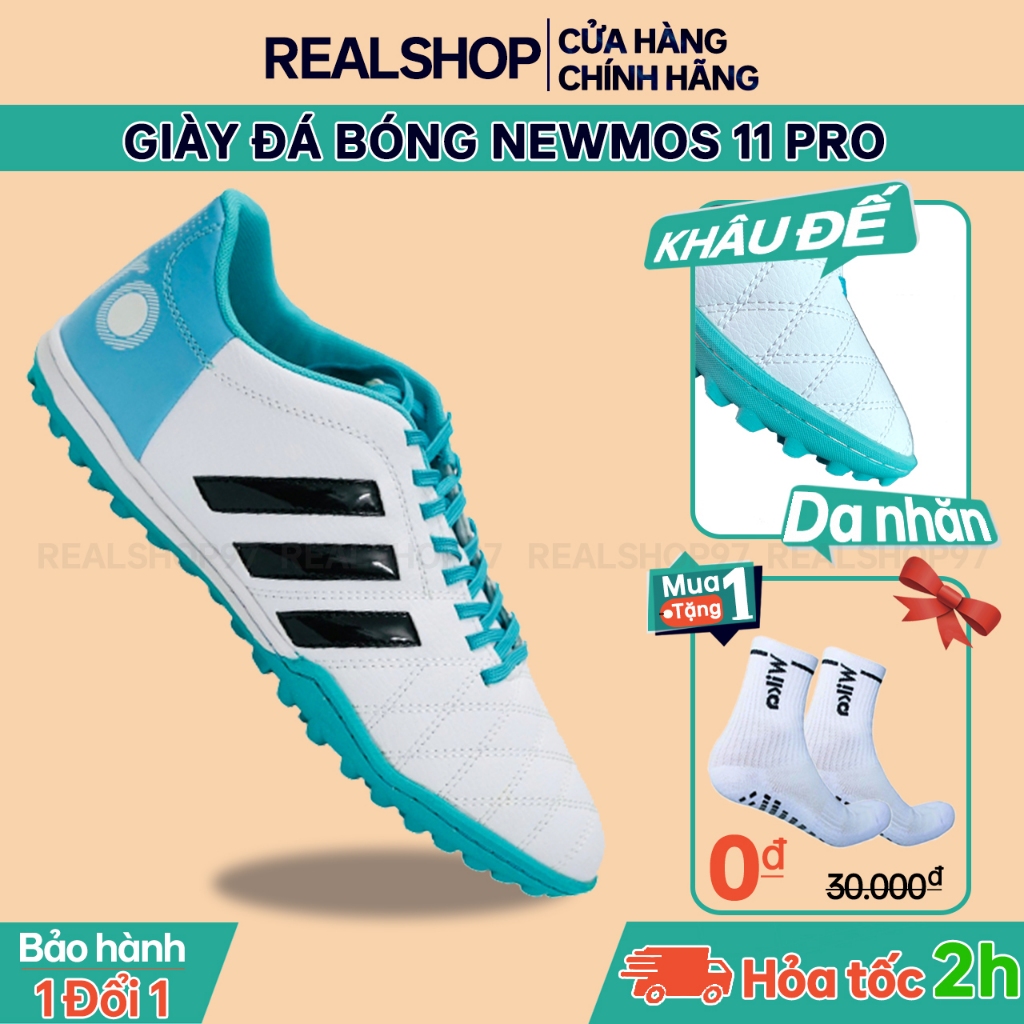 REALSHOP
CỬA HÀNG
CHÍNH HÃNG
GIÀY ĐÁ BÓNG NEWMOS 11 PRO
KHÂU ĐẾ
Da nhăn
REALSHOP97 REALSHOP97 REALSHOP97 REALSHOP97
Mua 1
Tặng
Mika
Mika
0đ
30.000đ
Bảo hành
1 Đổi 1
Hỏa tốc 2h